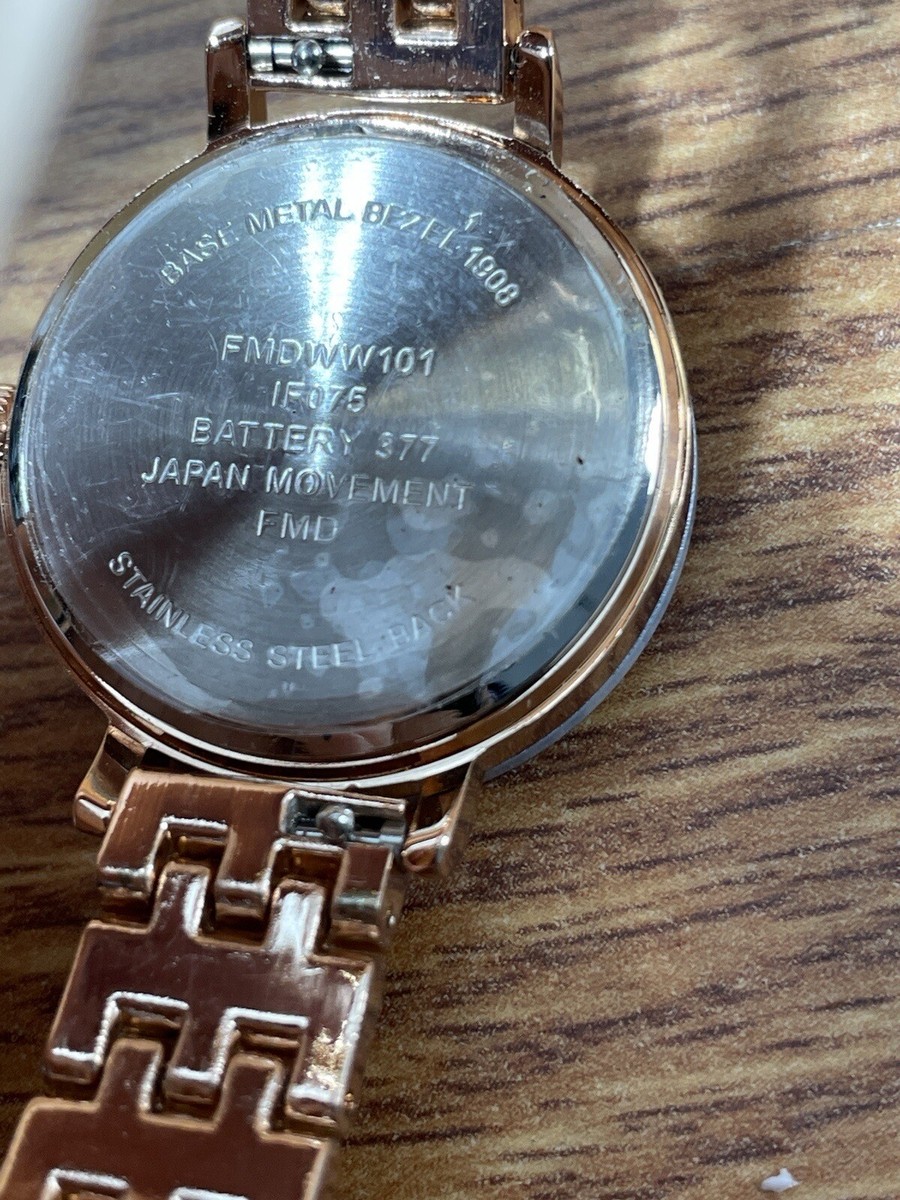 BASE METAL BEZEL 1908
FMDWW101
IF075
BATTERY 377
JAPAN MOVEMENT
FMD
STAINLESS STEEL BACK